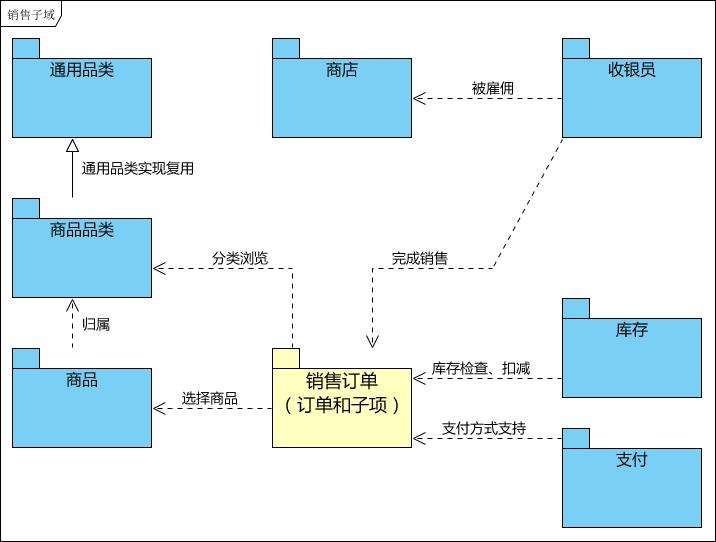 销售子域
通用品类
商店
收银员
被雇佣
通用品类实现复用
商品品类
分类浏览
完成销售
归属
库存
商品
销售订单
（订单和子项）
库存检查、扣减
选择商品
支付方式支持
支付